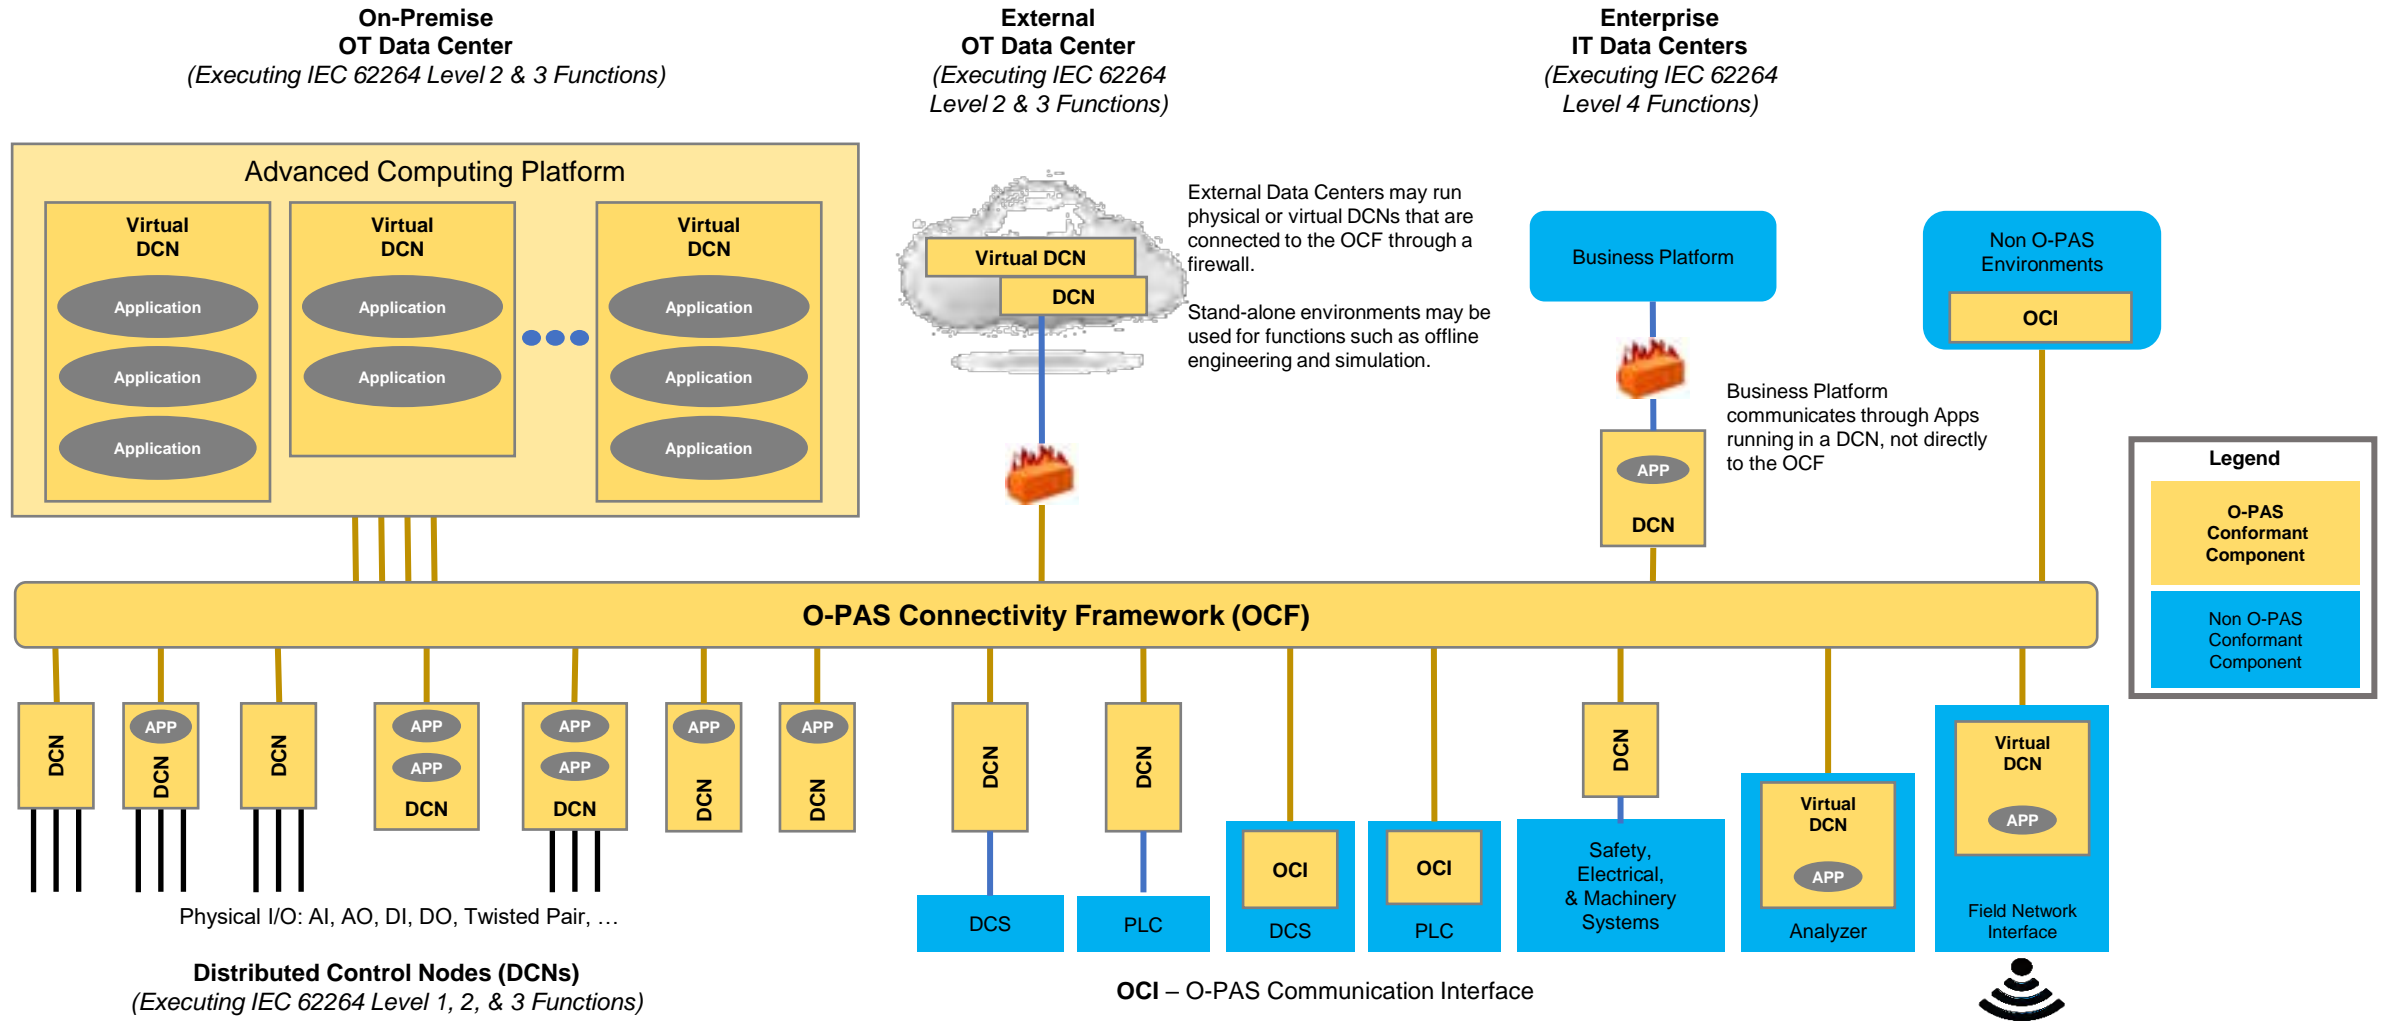 On-Premise
OT Data Center
(Executing IEC 62264 Level 2 & 3 Functions)
External
OT Data Center
(Executing IEC 62264
Level 2 & 3 Functions)
Enterprise
IT Data Centers
(Executing IEC 62264
Level 4 Functions)
Advanced Computing Platform
Virtual
DCN
Application
Application
Application
Virtual
DCN
Application
Application
Virtual
DCN
Application
Application
Application
Virtual DCN
DCN
External Data Centers may run
physical or virtual DCNs that are
connected to the OCF through a
firewall.
Stand-alone environments may be
used for functions such as offline
engineering and simulation.
Business Platform
APP
DCN
Business Platform
communicates through Apps
running in a DCN, not directly
to the OCF
Non O-PAS
Environments
OCI
Legend
O-PAS
Conformant
Component
Non O-PAS
Conformant
Component
O-PAS Connectivity Framework (OCF)
DCN
APP
DCN
DCN
APP
APP
DCN
APP
APP
DCN
APP
DCN
APP
DCN
DCN
DCS
DCN
PLC
OCI
DCS
OCI
PLC
DCN
Safety,
Electrical,
& Machinery
Systems
Virtual
DCN
APP
Analyzer
Virtual
DCN
APP
Field Network
Interface
Physical I/O: AI, AO, DI, DO, Twisted Pair, …
Distributed Control Nodes (DCNs)
(Executing IEC 62264 Level 1, 2, & 3 Functions)
OCI – O-PAS Communication Interface